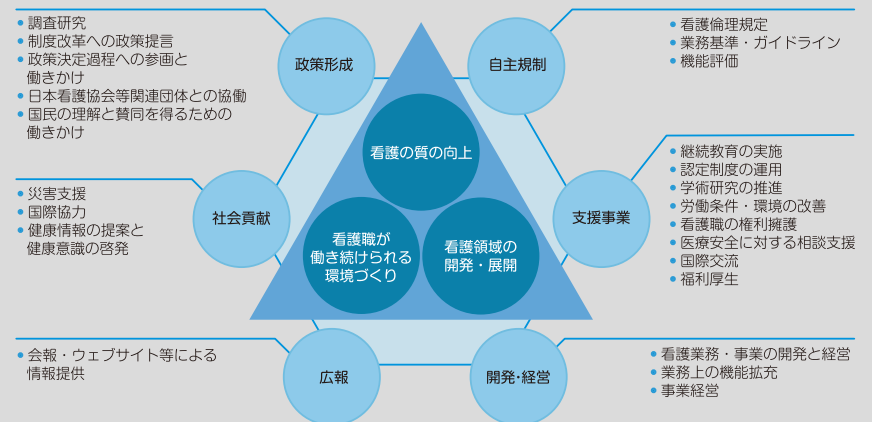 • 調査研究
• 制度改革への政策提言
• 政策決定過程への参画と
働きかけ
• 日本看護協会等関連団体との協働
• 国民の理解と賛同を得るための
働きかけ
政策形成
自主規制
• 看護倫理規定
• 業務基準・ガイドライン
• 機能評価
看護の質の向上
• 災害支援
• 国際協力
• 健康情報の提案と
健康意識の啓発
社会貢献
看護職が
働き続けられる
環境づくり
看護領域の
開発・展開
支援事業
• 継続教育の実施
• 認定制度の運用
• 学術研究の推進
• 労働条件・環境の改善
• 看護職の権利擁護
• 医療安全に対する相談支援
• 国際交流
• 福利厚生
• 会報・ウェブサイト等による
情報提供
広報
開発・経営
• 看護業務・事業の開発と経営
• 業務上の機能拡充
• 事業経営